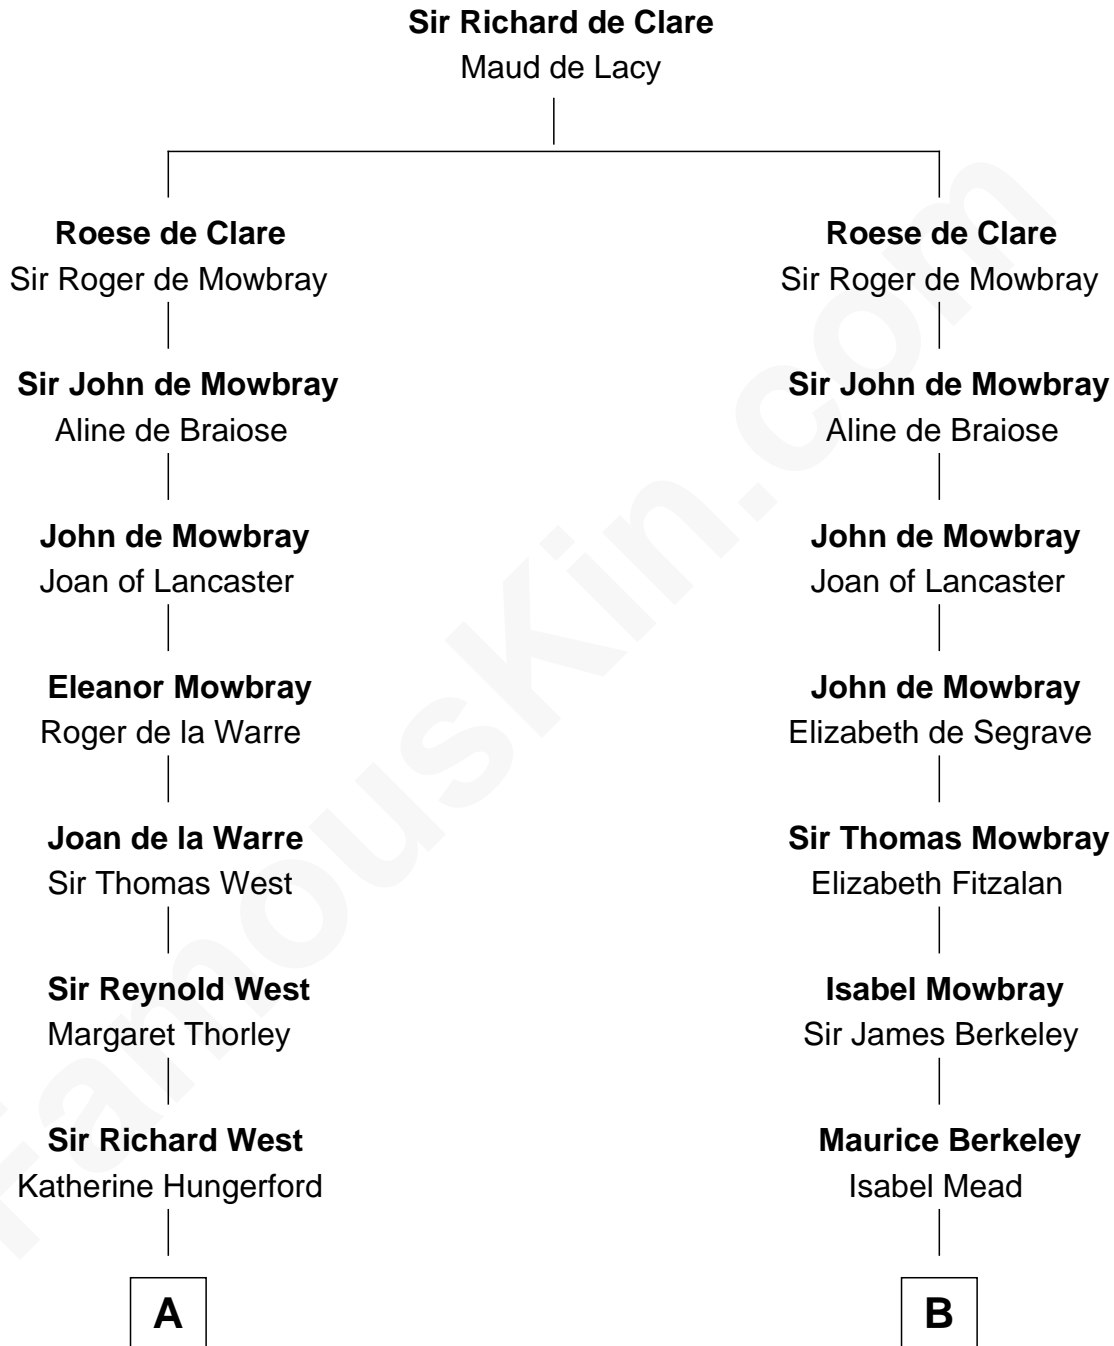 Sir Richard de Clare
Maud de Lacy
Roese de Clare
Sir Roger de Mowbray
Sir John de Mowbray
Aline de Braiose
John de Mowbray
Joan of Lancaster
Eleanor Mowbray
Roger de la Warre
Joan de la Warre
Sir Thomas West
Sir Reynold West
Margaret Thorley
Sir Richard West
Katherine Hungerford
A
Roese de Clare
Sir Roger de Mowbray
Sir John de Mowbray
Aline de Braiose
John de Mowbray
Joan of Lancaster
John de Mowbray
Elizabeth de Segrave
Sir Thomas Mowbray
Elizabeth Fitzalan
Isabel Mowbray
Sir James Berkeley
Maurice Berkeley
Isabel Mead
B
FamousKin.com